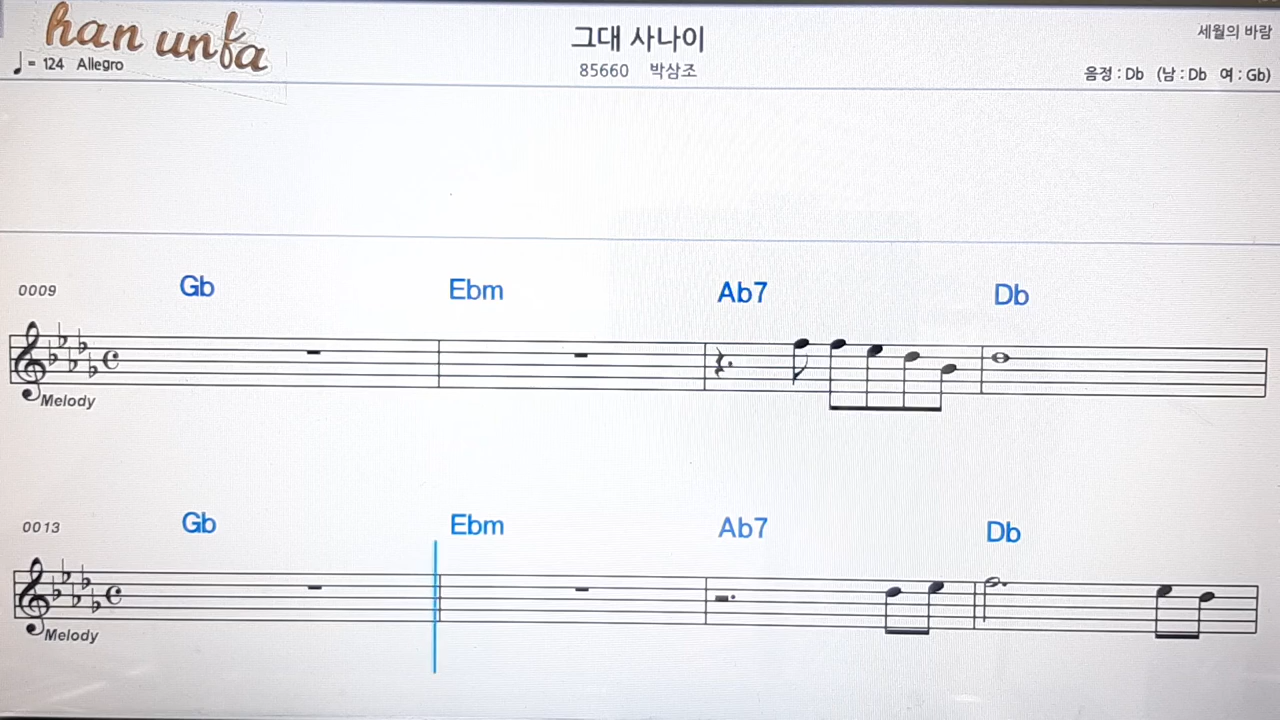 han unfa
그대 사나이
세월의 바람
♩= 124 Allegro
85660 박상조
음정 : Db (남 : Db 여 : Gb)
0009 Gb Ebm Ab7 Db
Melody
0013 Gb Ebm Ab7 Db
Melody